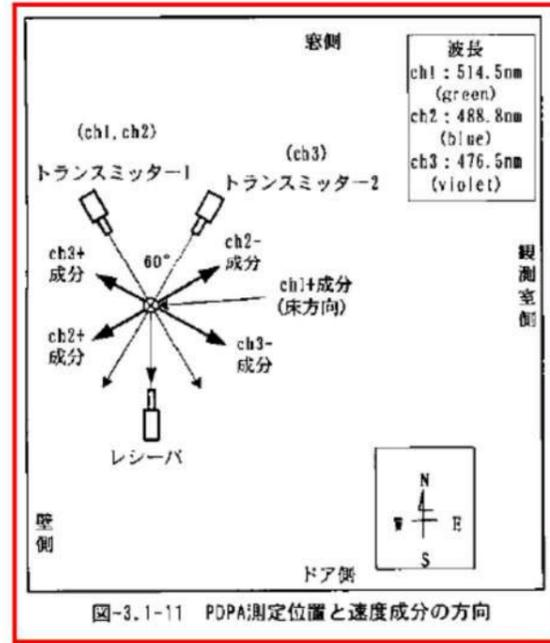 窓側
波長
ch1：514.5nm
(green)
ch2：488.8nm
(blue)
ch3：476.5nm
(violet)
(ch1,ch2)
トランスミッター1
(ch3)
トランスミッター2
60°
ch3+
成分
ch2-
成分
ch1+成分
(床方向)
ch2+
成分
ch3-
成分
レシーバ
観測室側
壁側
N
W E
S
ドア側
図-3.1-11 PDPA測定位置と速度成分の方向